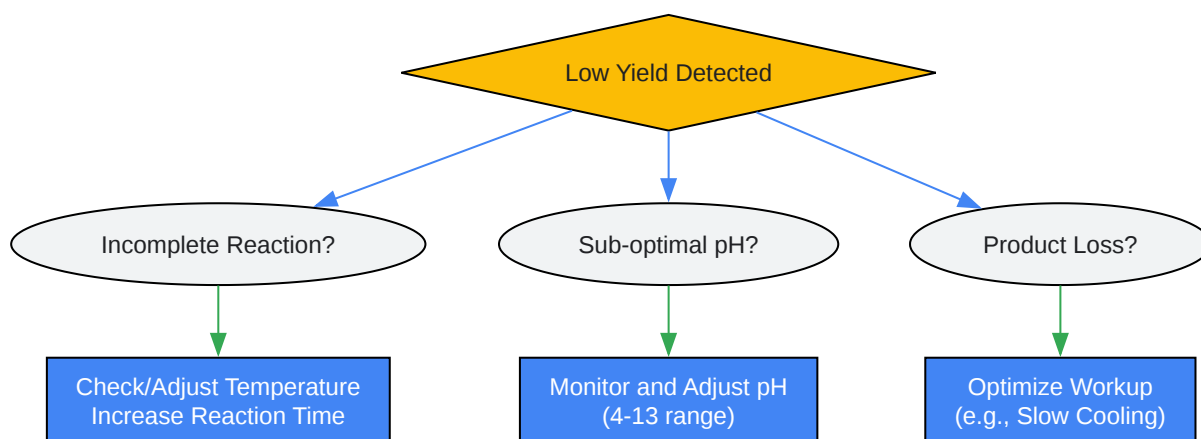 Low Yield Detected
Incomplete Reaction?
Sub-optimal pH?
Product Loss?
Check/Adjust Temperature
Increase Reaction Time
Monitor and Adjust pH
(4-13 range)
Optimize Workup
(e.g., Slow Cooling)